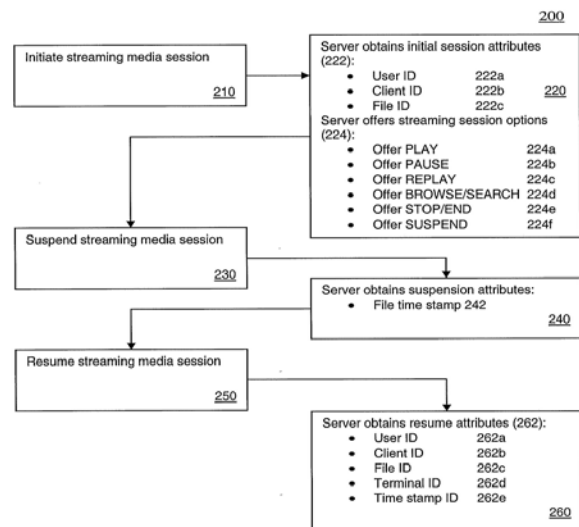 200
Initiate streaming media session
210
Server obtains initial session attributes
(222):
• User ID 222a
• Client ID 222b 220
• File ID 222c
Server offers streaming session options
(224):
• Offer PLAY 224a
• Offer PAUSE 224b
• Offer REPLAY 224c
• Offer BROWSE/SEARCH 224d
• Offer STOP/END 224e
• Offer SUSPEND 224f
Suspend streaming media session
230
Server obtains suspension attributes:
• File time stamp 242
240
Resume streaming media session
250
Server obtains resume attributes (262):
• User ID 262a
• Client ID 262b
• File ID 262c
• Terminal ID 262d
• Time stamp ID 262e
260